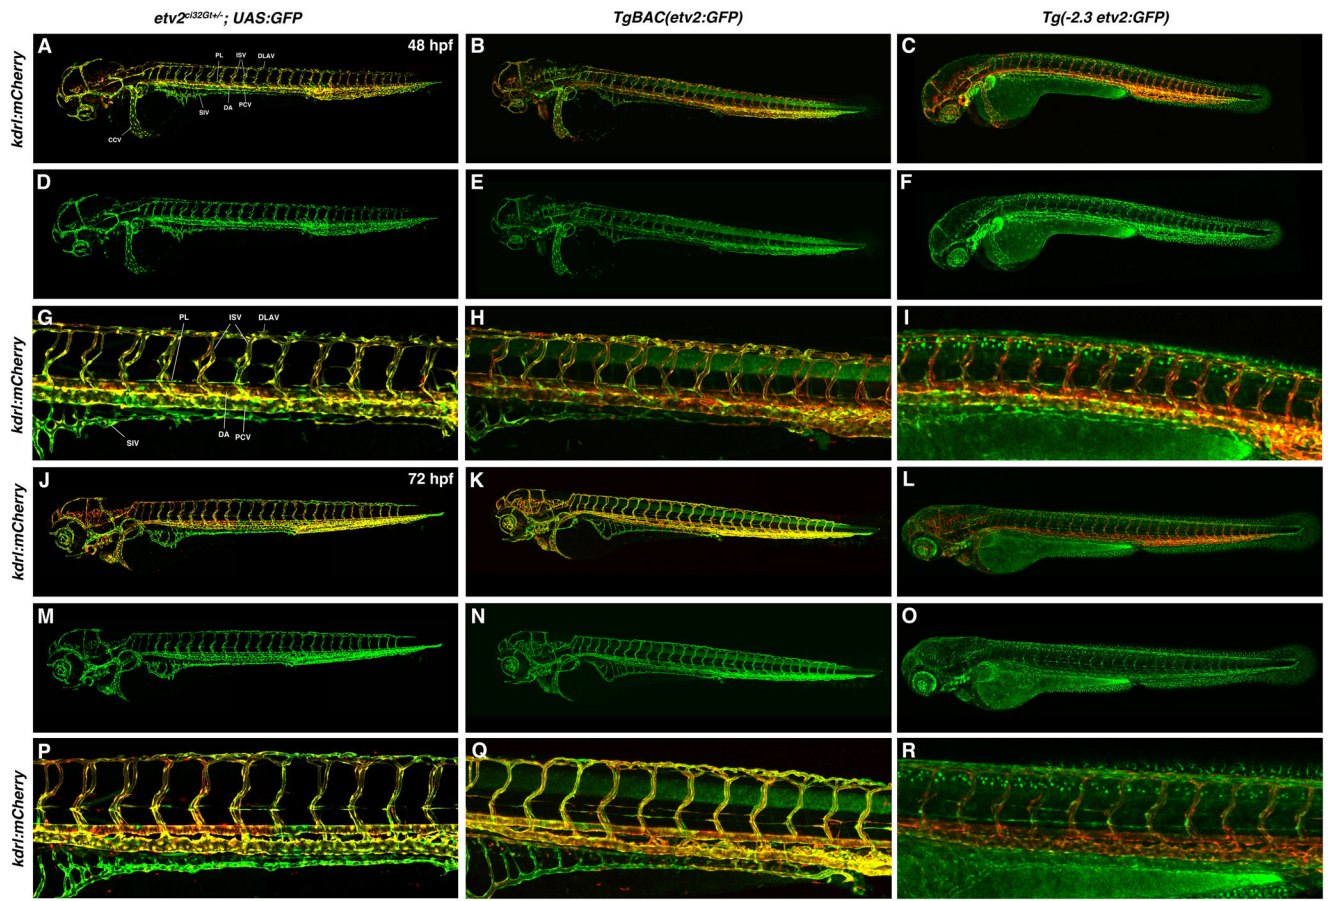 etv2ci32Gt+/-; UAS:GFP
TgBAC(etv2:GFP)
Tg(-2.3 etv2:GFP)
kdrl:mCherry
A
48 hpf
PL
ISV
DLAV
SIV
DA
PCV
CCV
B
C
D
E
F
kdrl:mCherry
G
PL
ISV
DLAV
SIV
DA
PCV
H
I
kdrl:mCherry
J
72 hpf
K
L
M
N
O
kdrl:mCherry
P
Q
R